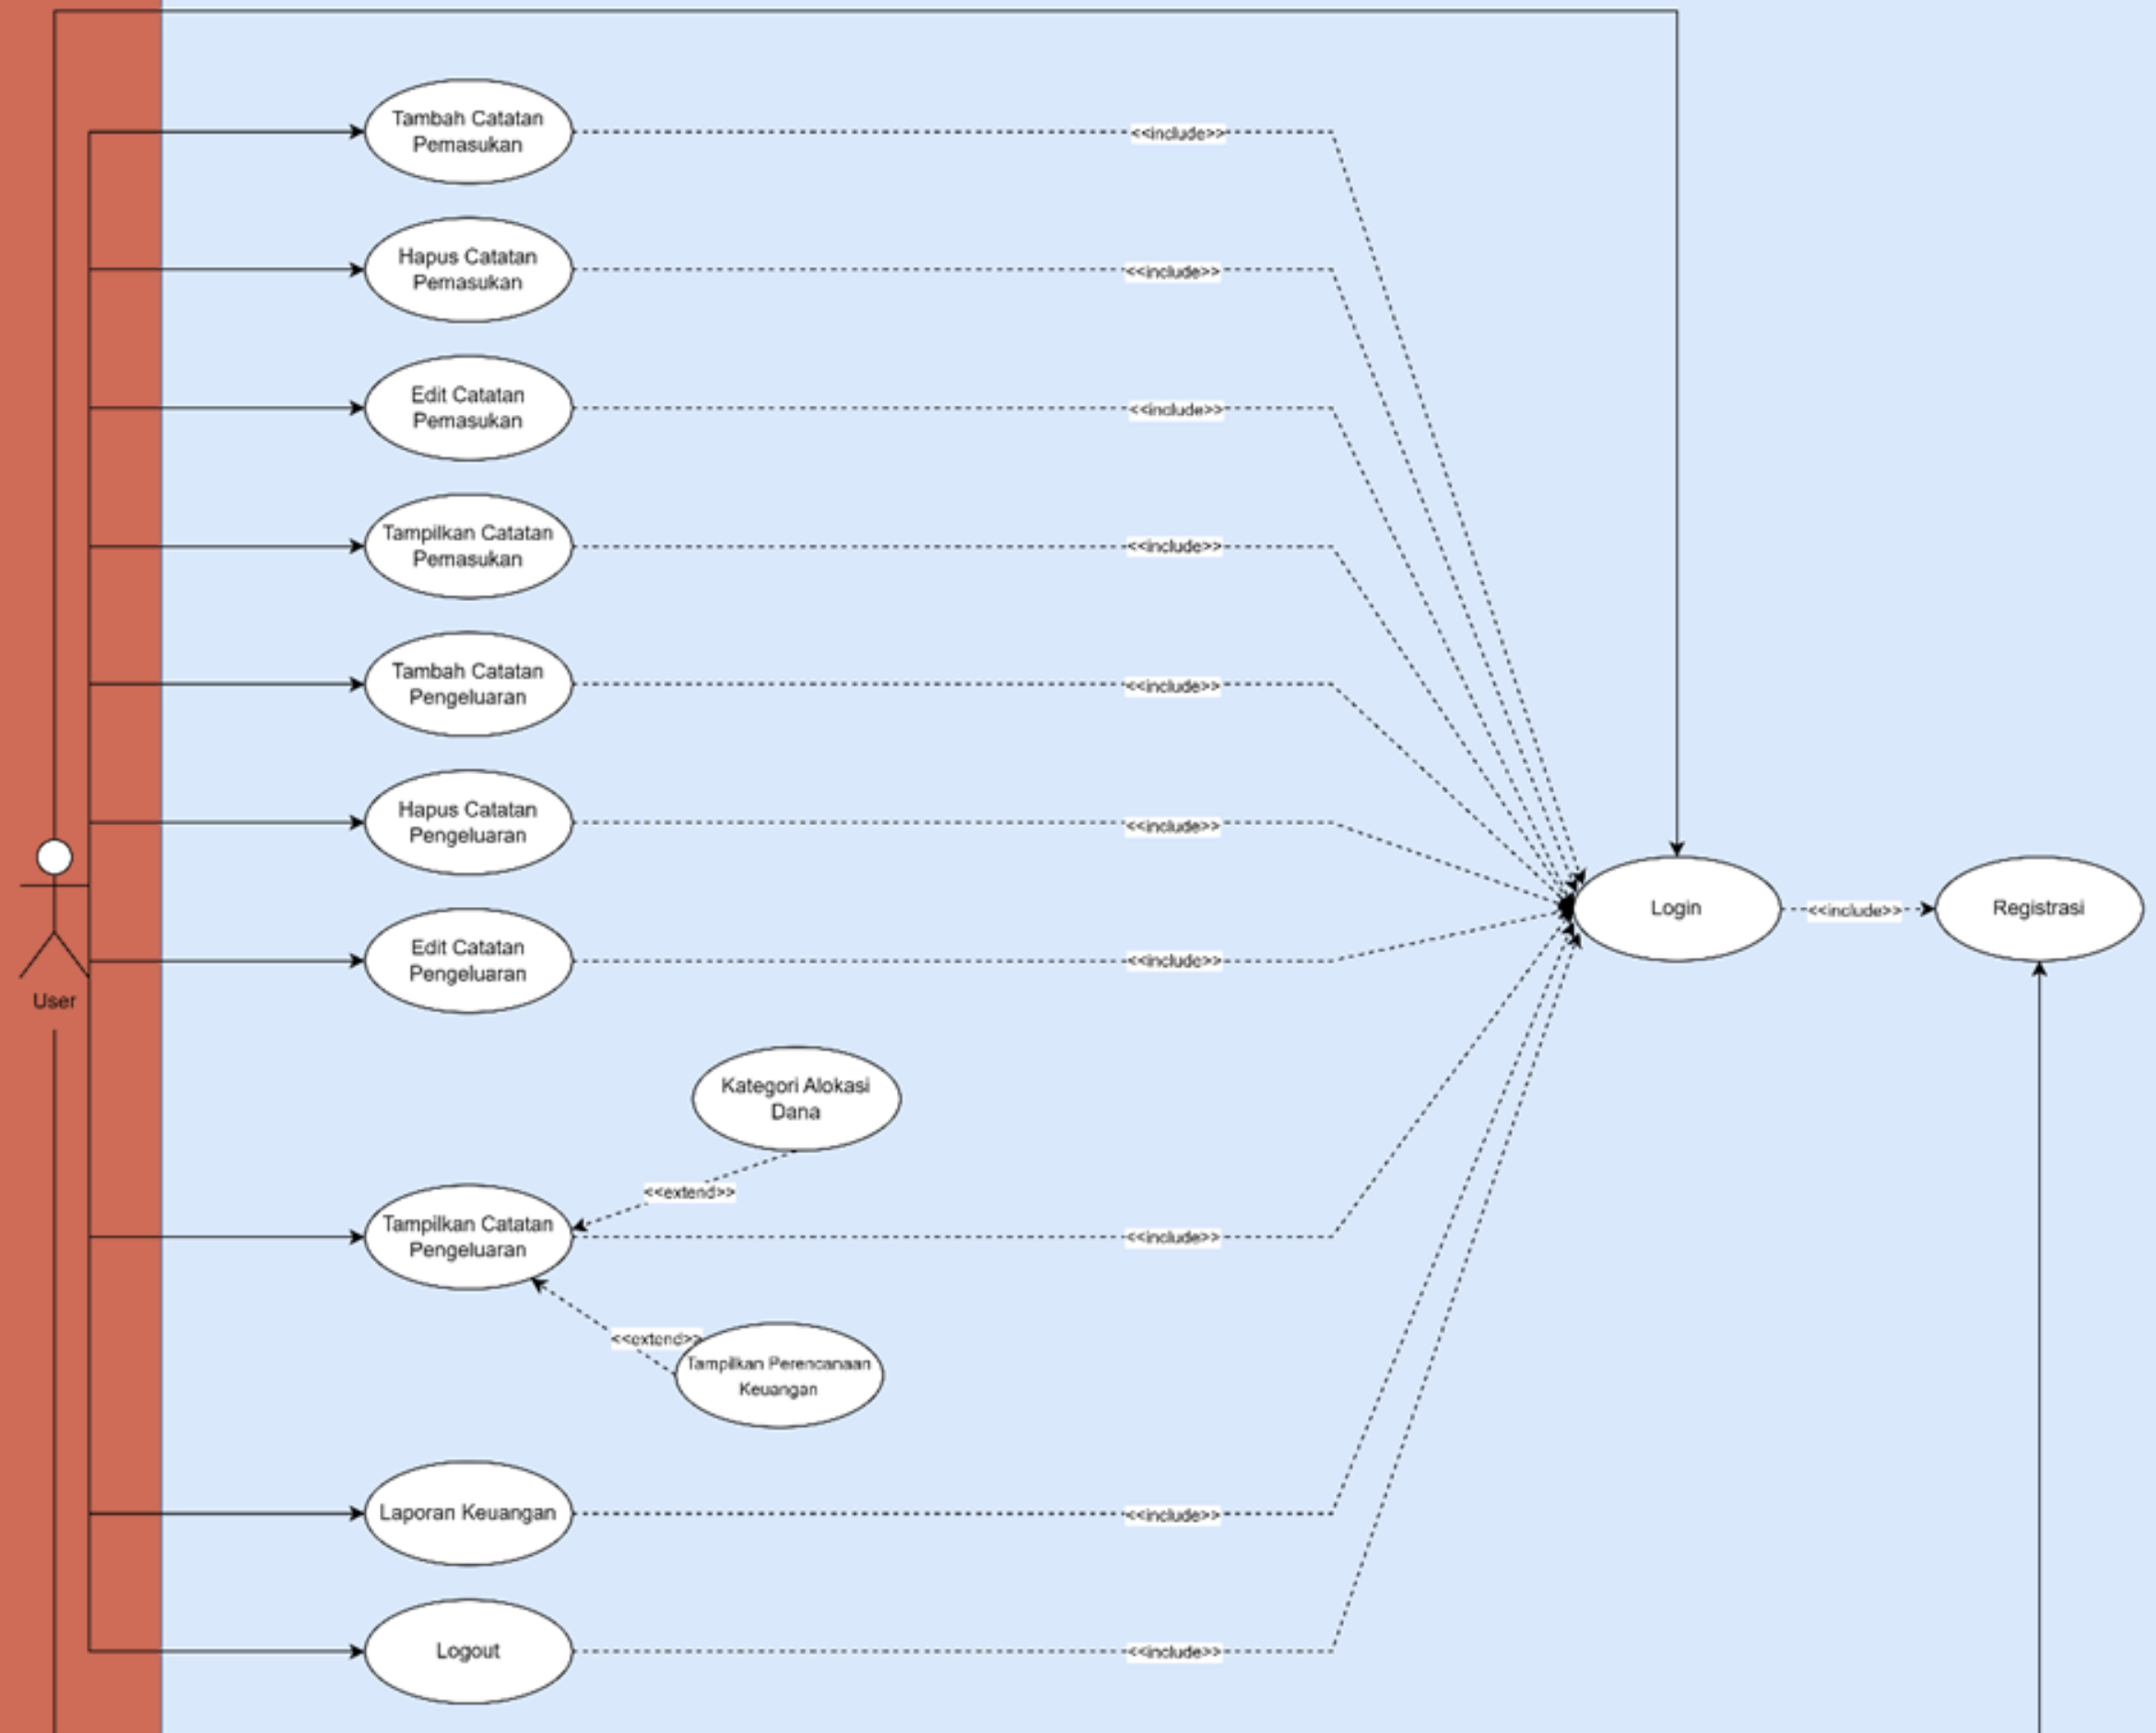 Tambah Catatan
Pemasukan
<<include>>
Hapus Catatan
Pemasukan
<<include>>
Edit Catatan
Pemasukan
<<include>>
Tampilkan Catatan
Pemasukan
<<include>>
Tambah Catatan
Pengeluaran
<<include>>
Hapus Catatan
Pengeluaran
<<include>>
Login
<<include>>
Registrasi
Edit Catatan
Pengeluaran
<<include>>
User
Kategori Alokasi
Dana
<<extend>>
Tampilkan Catatan
Pengeluaran
<<include>>
<<extend>>
Tampilkan Perencanaan
Keuangan
Laporan Keuangan
<<include>>
Logout
<<include>>